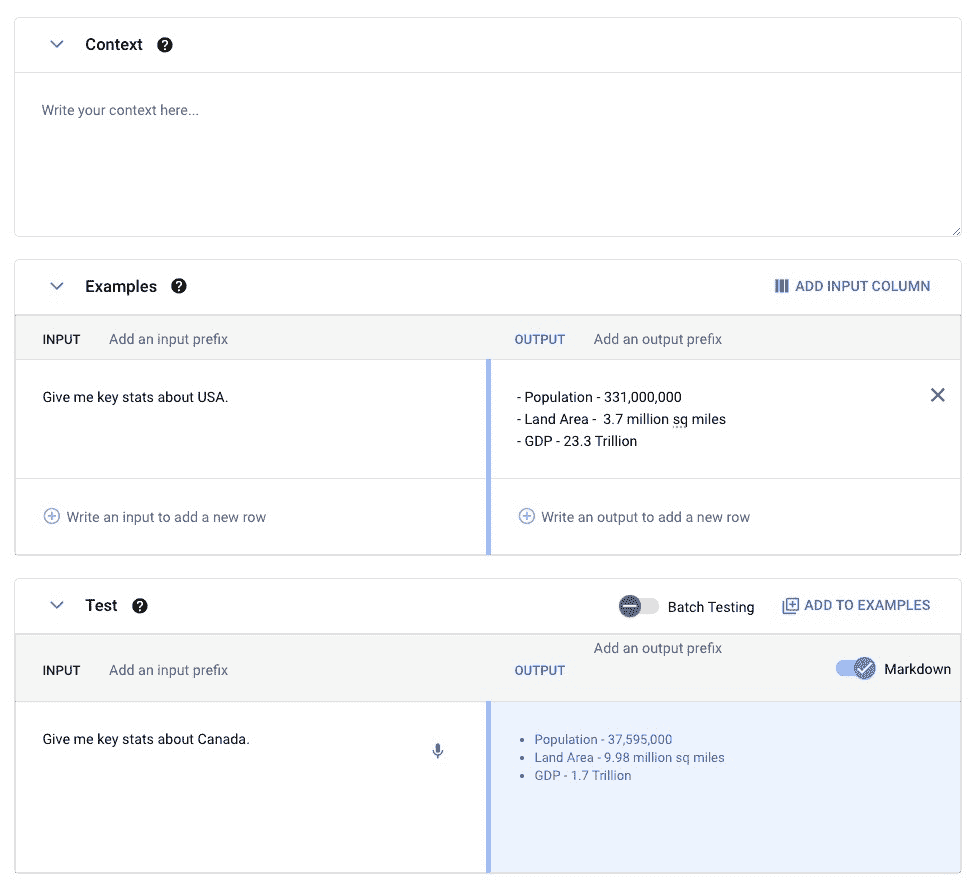 Context
Write your context here...
Examples
ADD INPUT COLUMN
INPUT Add an input prefix OUTPUT Add an output prefix
Give me key stats about USA.
- Population - 331,000,000
- Land Area -  3.7 million sq miles
- GDP - 23.3 Trillion
Write an input to add a new row
Write an output to add a new row
Test
Batch Testing
ADD TO EXAMPLES
INPUT Add an input prefix OUTPUT Add an output prefix
Markdown
Give me key stats about Canada.
• Population - 37,595,000
• Land Area - 9.98 million sq miles
• GDP - 1.7 Trillion